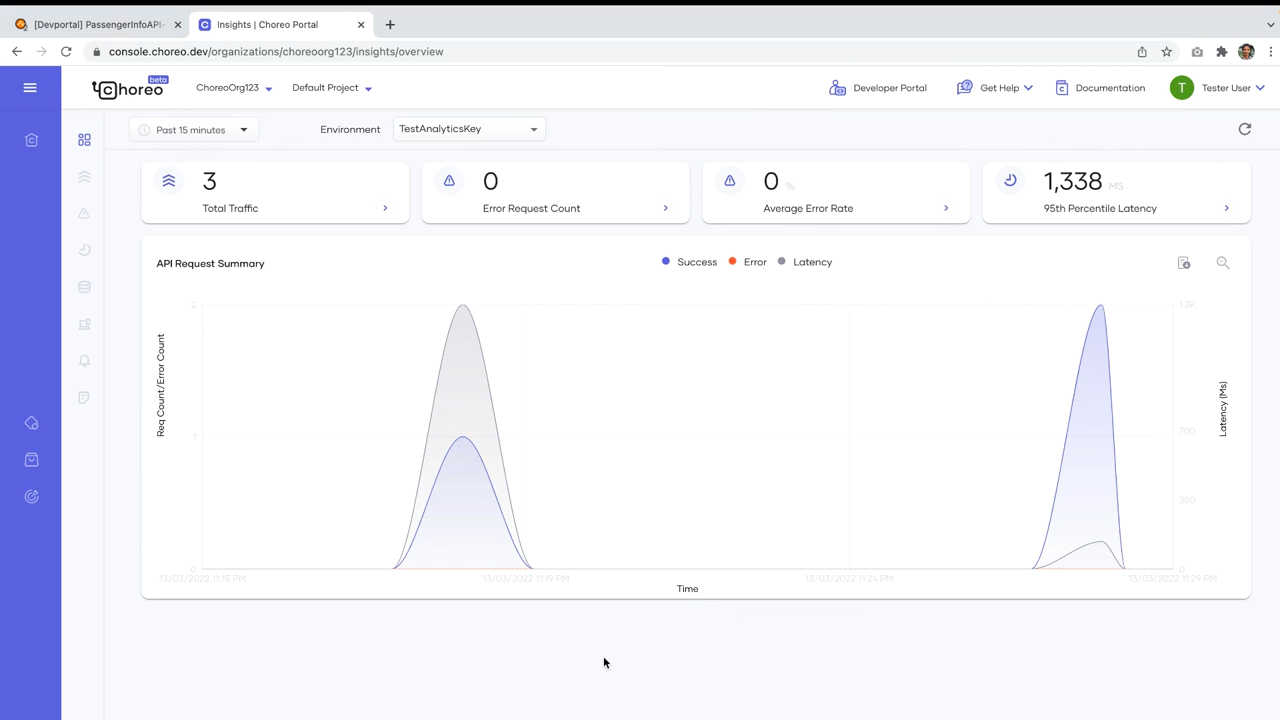 [Devportal] PassengerInfoAPI-
Insights | Choreo Portal
console.choreo.dev/organizations/choreoorg123/insights/overview
Choreo beta
ChoreoOrg123
Default Project
Developer Portal
Get Help
Documentation
T
Tester User
Past 15 minutes
Environment
TestAnalyticsKey
3
Total Traffic
0
Error Request Count
0 %
Average Error Rate
1,338 MS
95th Percentile Latency
API Request Summary
Success
Error
Latency
Req Count/Error Count
2
1
0
1.3K
700
350
0
Latency (Ms)
13/03/2022 11:15 PM
13/03/2022 11:19 PM
13/03/2022 11:24 PM
13/03/2022 11:29 PM
Time